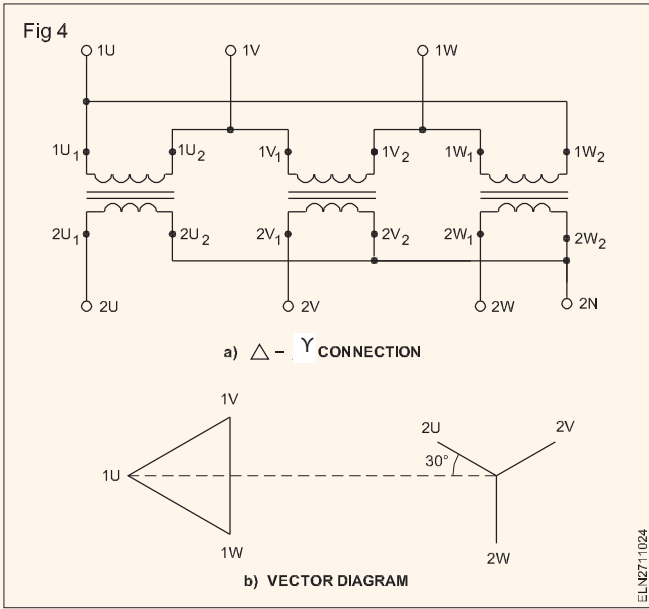 Fig 4
1U 1V 1W
1U1 1U2 1V1 1V2 1W1 1W2
2U1 2U2 2V1 2V2 2W1 2W2
2U 2V 2W 2N
a) △ – Y CONNECTION
1V
2U 2V
30°
1U
1W
2W
b) VECTOR DIAGRAM
ELN2711024